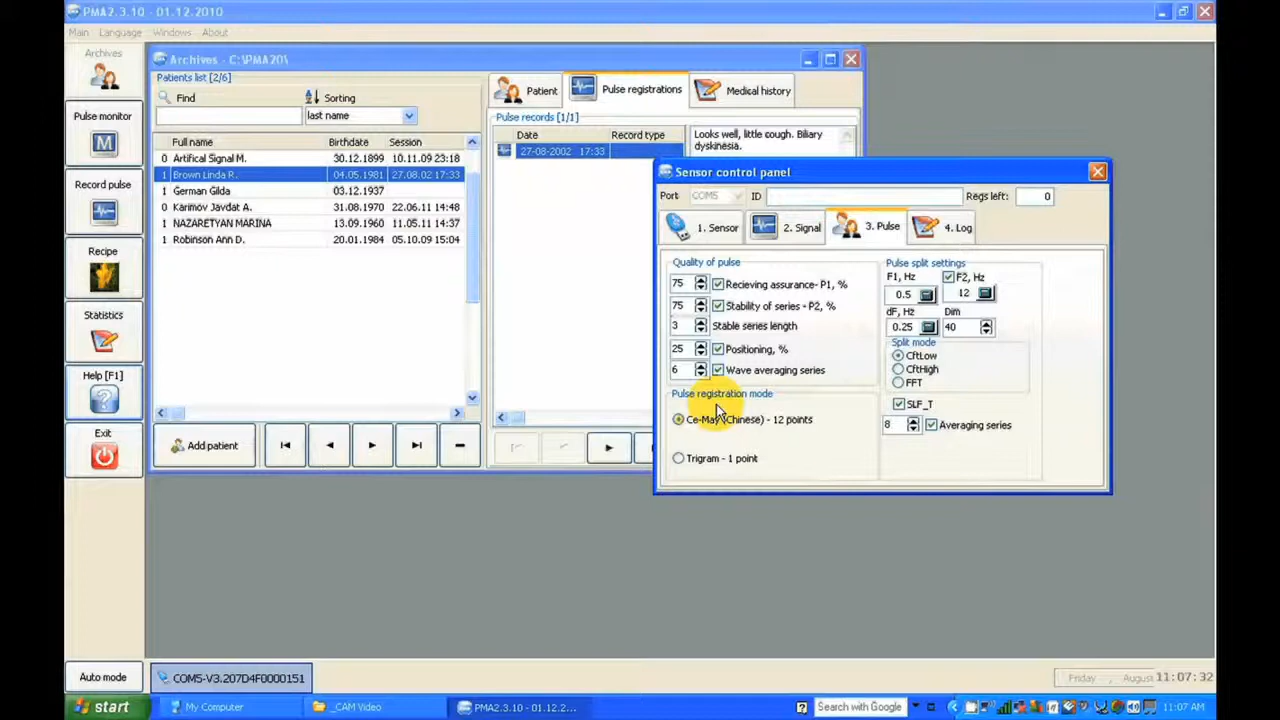 PMA2.3.10 - 01.12.2010
Main Language Windows About
Archives
Pulse monitor
Record pulse
Recipe
Statistics
Help [F1]
Exit
Auto mode
Archives - C:\PMA20\
Patients list [2/6]
Find
Sorting
last name
Full name Birthdate Session
0 Artifical Signal M. 30.12.1899 10.11.09 23:18
1 Brown Linda R. 04.05.1981 27.08.02 17:33
1 German Gilda 03.12.1937
0 Karimov Javdat A. 31.08.1970 22.06.11 14:48
1 NAZARETYAN MARINA 13.09.1960 11.05.11 14:37
1 Robinson Ann D. 20.01.1984 05.10.09 15:04
Add patient
Patient
Pulse registrations
Medical history
Pulse records [1/1]
Date Record type
27-08-2002 17:33
Looks well, little cough. Biliary
dyskinesia.
Sensor control panel
Port COM5 ID Regs left: 0
1. Sensor 2. Signal 3. Pulse 4. Log
Quality of pulse
75 Recieving assurance- P1, %
75 Stability of series - P2, %
3 Stable series length
25 Positioning, %
6 Wave averaging series
Pulse registration mode
Ce-May (Chinese) - 12 points
Trigram - 1 point
Pulse split settings
F1, Hz F2, Hz
0.5 12
dF, Hz Dim
0.25 40
Split mode
CftLow
CftHigh
FFT
SLF_T
8 Averaging series
COM5-V3.207D4F0000151
Friday , August 11:07:32
start
My Computer
_CAM Video
PMA2.3.10 - 01.12.2...
Search with Google
11:07 AM